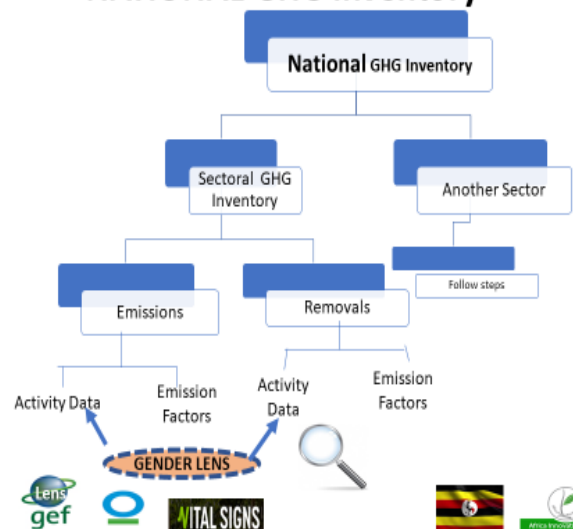 National GHG Inventory
Sectoral GHG
Inventory
Another Sector
Follow steps
Emissions
Removals
Activity Data
Emission
Factors
Activity
Data
Emission
Factors
GENDER LENS
Lens
gef
VITAL SIGNS